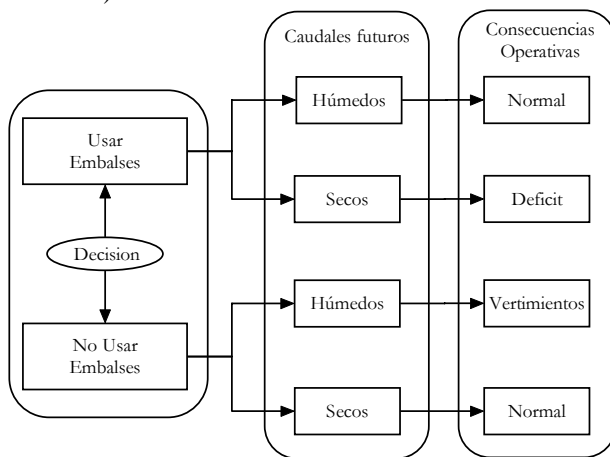 Caudales futuros
Consecuencias
Operativas
Húmedos
Normal
Usar
Embalses
Secos
Deficit
Decision
Húmedos
Vertimientos
No Usar
Embalses
Secos
Normal